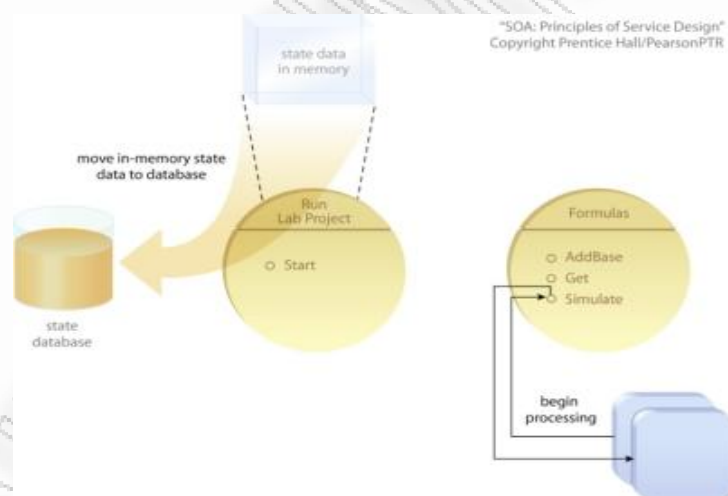 "SOA: Principles of Service Design"
Copyright Prentice Hall/PearsonPTR
state data
in memory
move in-memory state
data to database
Run
Lab Project
Start
state
database
Formulas
AddBase
Get
Simulate
begin
processing